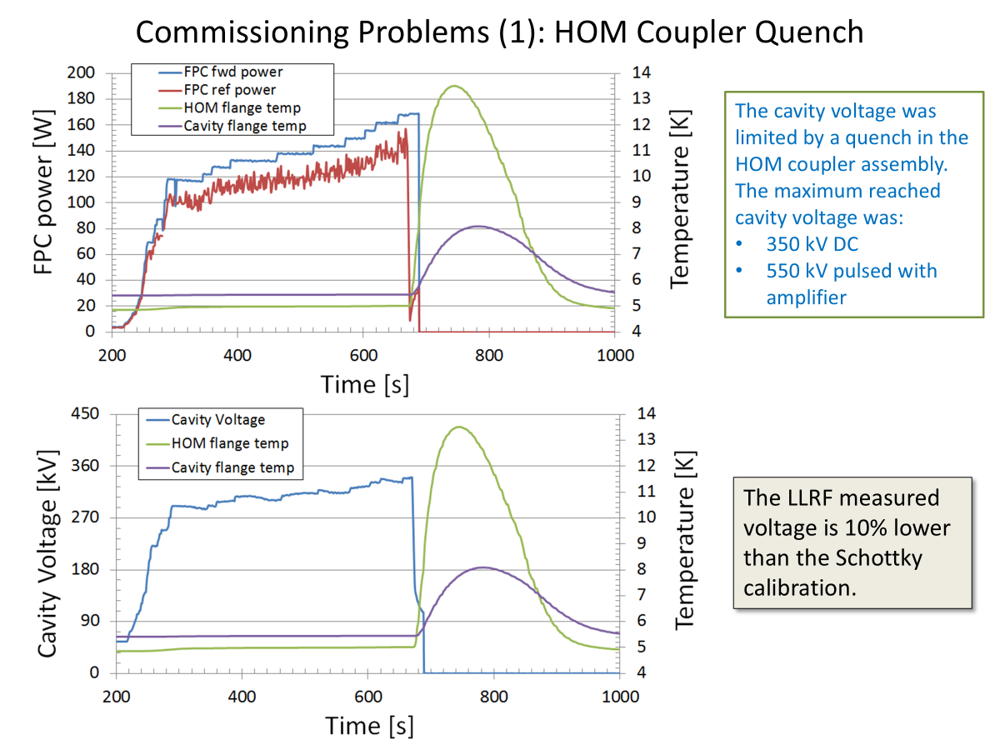 Commissioning Problems (1): HOM Coupler Quench
FPC fwd power
FPC ref power
HOM flange temp
Cavity flange temp
200
180
160
140
120
100
80
60
40
20
0
FPC power [W]
14
13
12
11
10
9
8
7
6
5
4
Temperature [K]
200
400
600
800
1000
Time [s]
The cavity voltage was
limited by a quench in the
HOM coupler assembly.
The maximum reached
cavity voltage was:
• 350 kV DC
• 550 kV pulsed with
amplifier
Cavity Voltage
HOM flange temp
Cavity flange temp
450
360
270
180
90
0
Cavity Voltage [kV]
14
13
12
11
10
9
8
7
6
5
4
Temperature [K]
200
400
600
800
1000
Time [s]
The LLRF measured
voltage is 10% lower
than the Schottky
calibration.